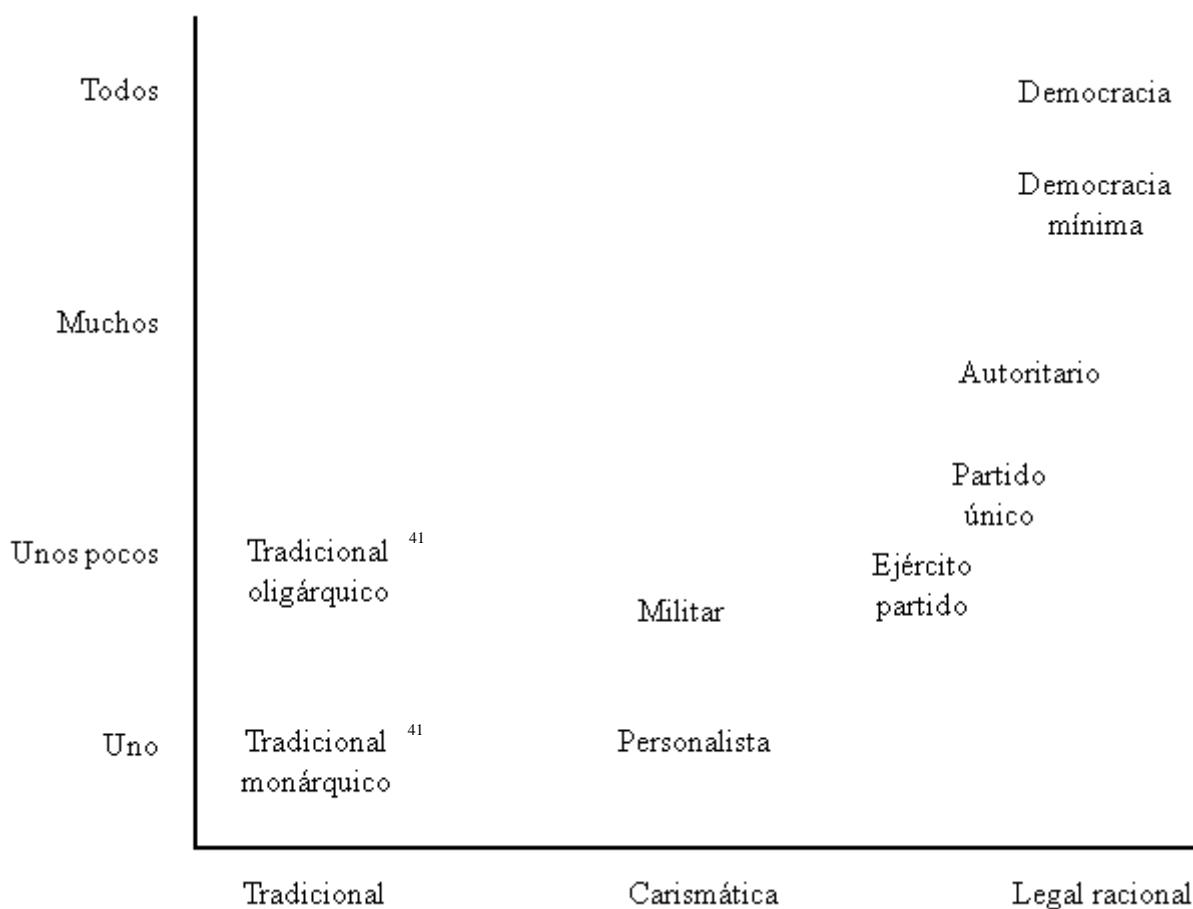 Todos
Democracia
Democracia
mínima
Muchos
Autoritario
Partido
único
Unos pocos
Tradicional 41
oligárquico
Ejército
partido
Militar
Uno
Tradicional 41
monárquico
Personalista
Tradicional
Carismática
Legal racional